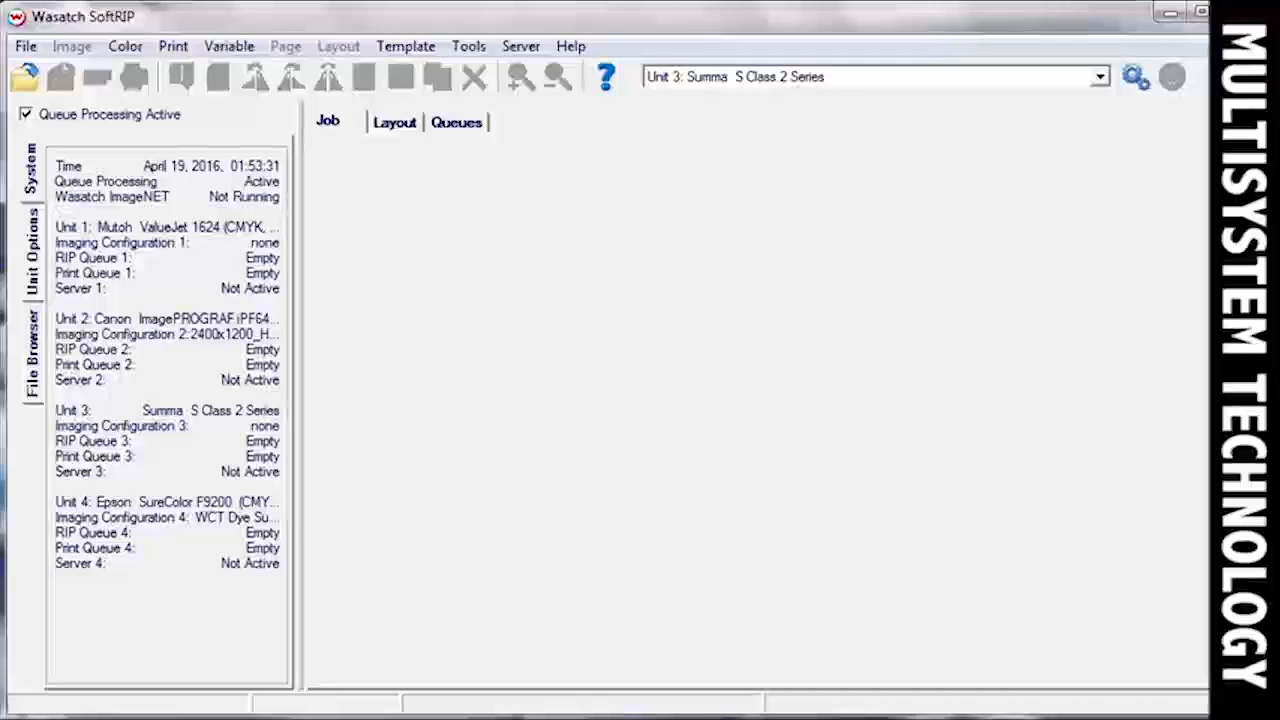 Wasatch SoftRIP
File Image Color Print Variable Page Layout Template Tools Server Help
Unit 3: Summa S Class 2 Series
Queue Processing Active
Job Layout Queues
System
Unit Options
File Browser
Time April 19, 2016, 01:53:31
Queue Processing Active
Wasatch ImageNET Not Running
Unit 1: Mutoh ValueJet 1624 (CMYK, ...
Imaging Configuration 1: none
RIP Queue 1: Empty
Print Queue 1: Empty
Server 1: Not Active
Unit 2: Canon ImagePROGRAF iPF64...
Imaging Configuration 2:2400x1200_H...
RIP Queue 2: Empty
Print Queue 2: Empty
Server 2: Not Active
Unit 3: Summa S Class 2 Series
Imaging Configuration 3: none
RIP Queue 3: Empty
Print Queue 3: Empty
Server 3: Not Active
Unit 4: Epson SureColor F9200 (CMY...
Imaging Configuration 4: WCT Dye Su...
RIP Queue 4: Empty
Print Queue 4: Empty
Server 4: Not Active
MULTISYSTEM TECHNOLOGY